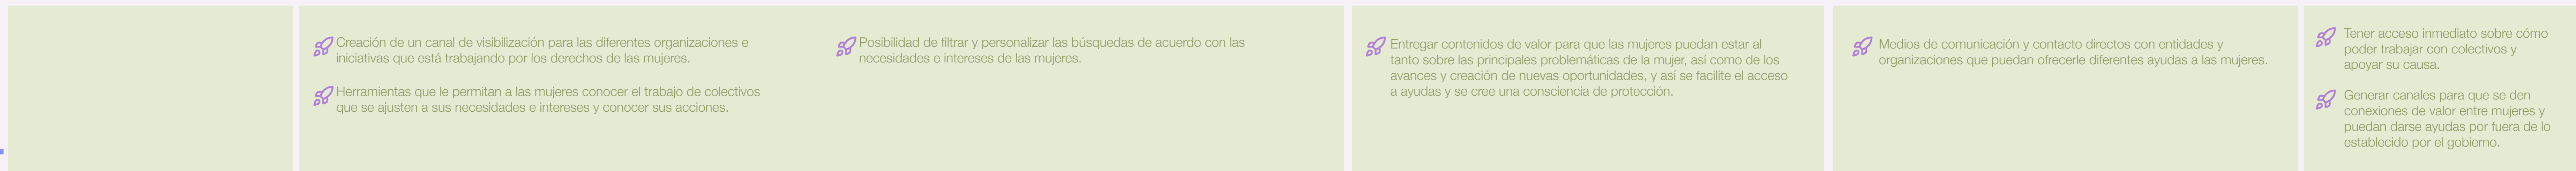 Creación de un canal de visibilización para las diferentes organizaciones e
iniciativas que está trabajando por los derechos de las mujeres.
Herramientas que le permitan a las mujeres conocer el trabajo de colectivos
que se ajusten a sus necesidades e intereses y conocer sus acciones.
Posibilidad de filtrar y personalizar las búsquedas de acuerdo con las
necesidades e intereses de las mujeres.
Entregar contenidos de valor para que las mujeres puedan estar al
tanto sobre las principales problemáticas de la mujer, así como de los
avances y creación de nuevas oportunidades, y así se facilite el acceso
a ayudas y se cree una consciencia de protección.
Medios de comunicación y contacto directos con entidades y
organizaciones que puedan ofrecerle diferentes ayudas a las mujeres.
Tener acceso inmediato sobre cómo
poder trabajar con colectivos y
apoyar su causa.
Generar canales para que se den
conexiones de valor entre mujeres y
puedan darse ayudas por fuera de lo
establecido por el gobierno.